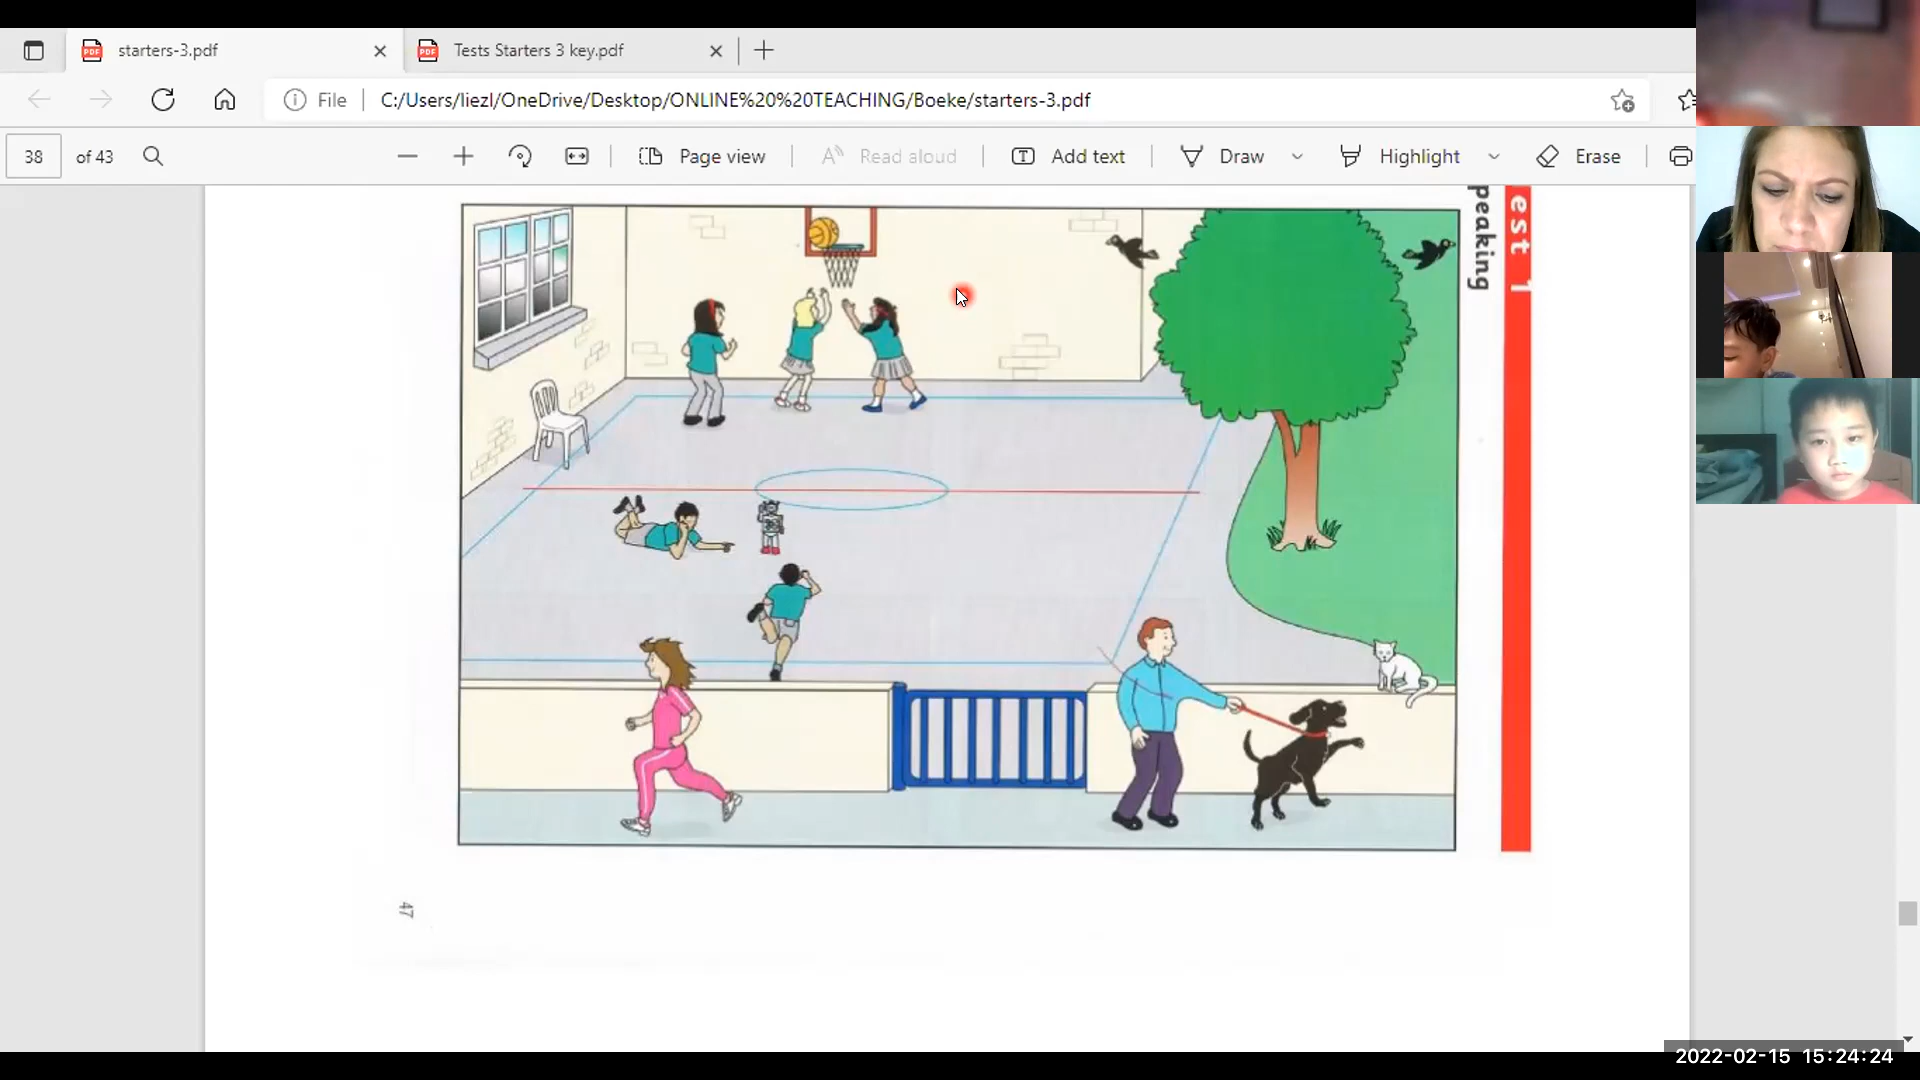 starters-3.pdf
Tests Starters 3 key.pdf
File
C:/Users/liezl/OneDrive/Desktop/ONLINE%20%20TEACHING/Boeke/starters-3.pdf
38 of 43
Page view
Read aloud
Add text
Draw
Highlight
Erase
est 1
peaking
47
2022-02-15 15:24:24